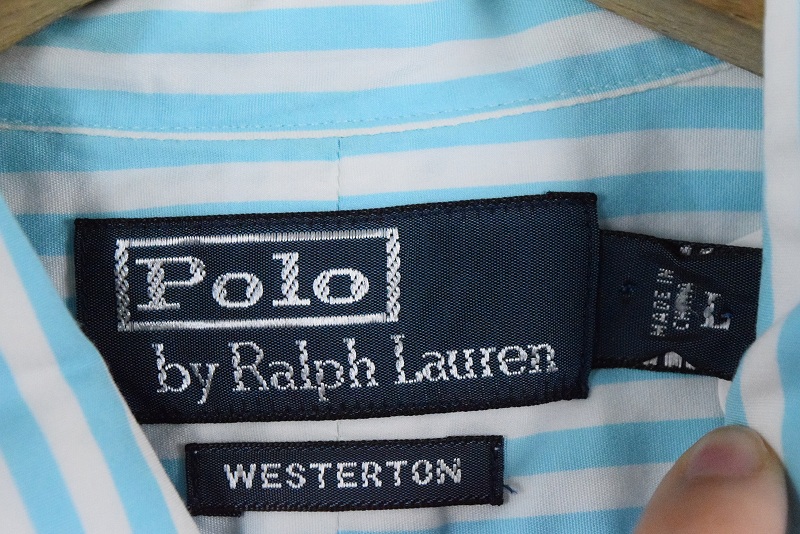 Polo
by Ralph Lauren
MADE IN
CHINA
L
WESTERTON